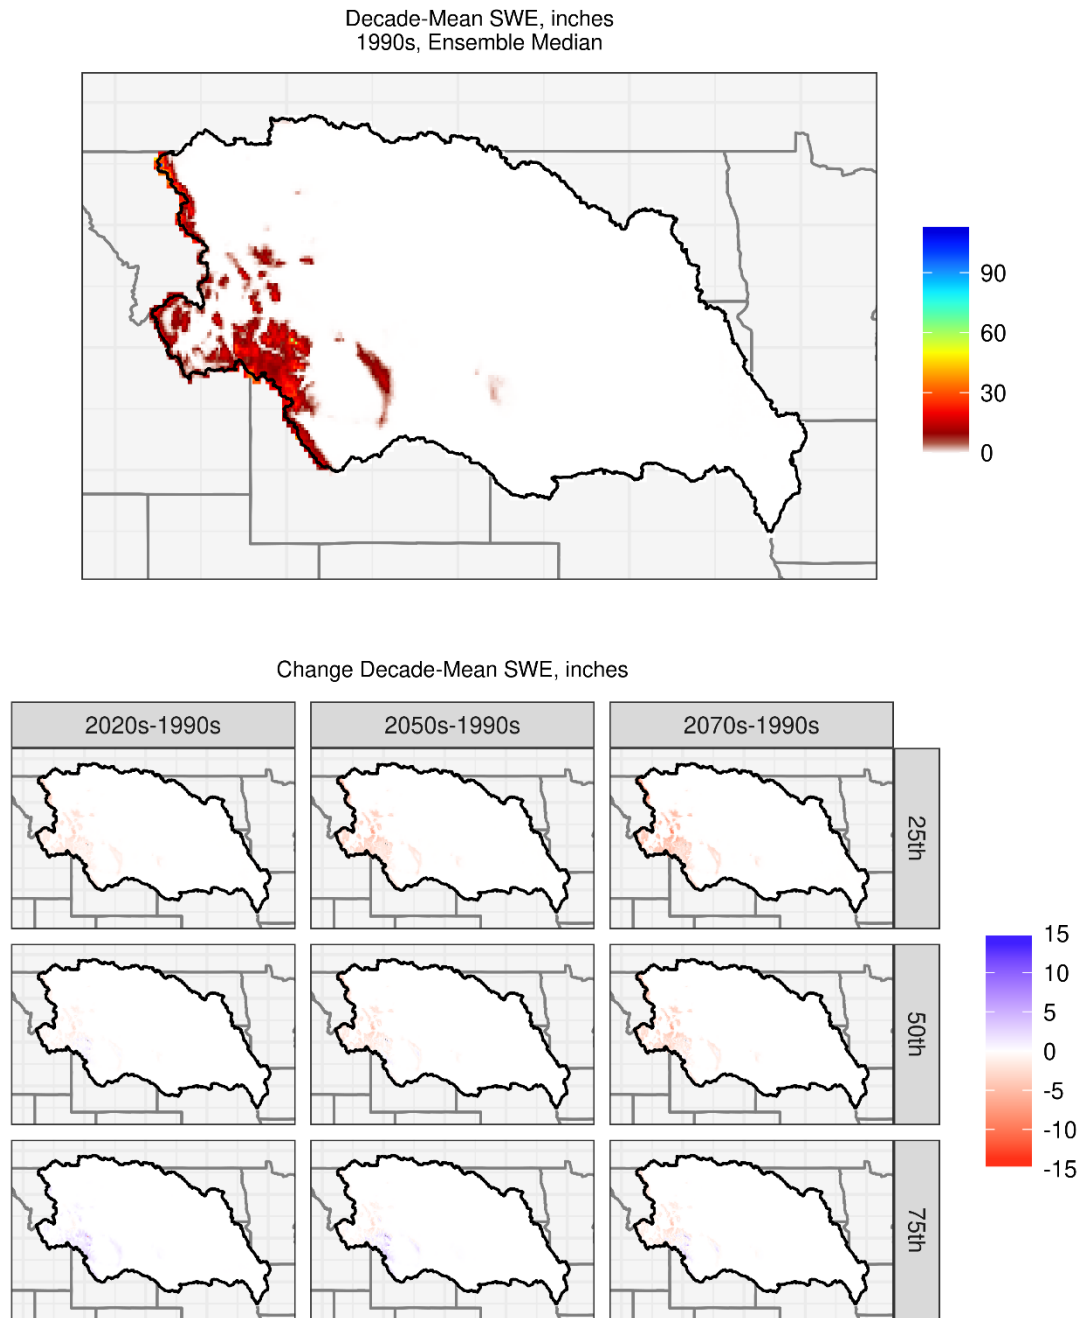 Decade-Mean SWE, inches
1990s, Ensemble Median
90
60
30
0
Change Decade-Mean SWE, inches
2020s-1990s
2050s-1990s
2070s-1990s
25th
50th
75th
15
10
5
0
-5
-10
-15